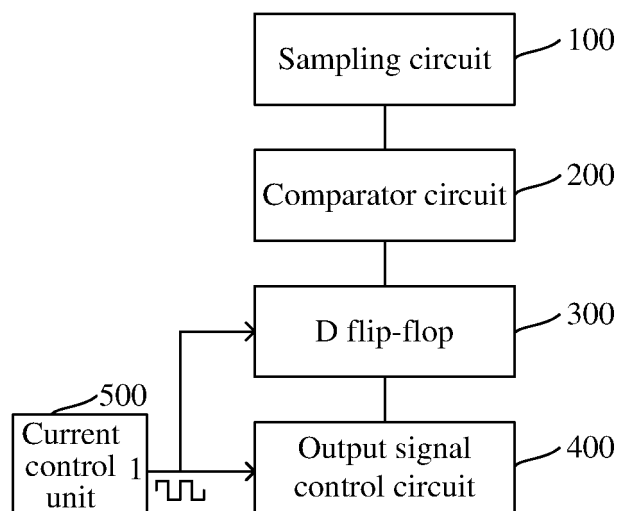 Sampling circuit
100
Comparator circuit
200
D flip-flop
300
500
Current
control 1
unit
Output signal
control circuit
400